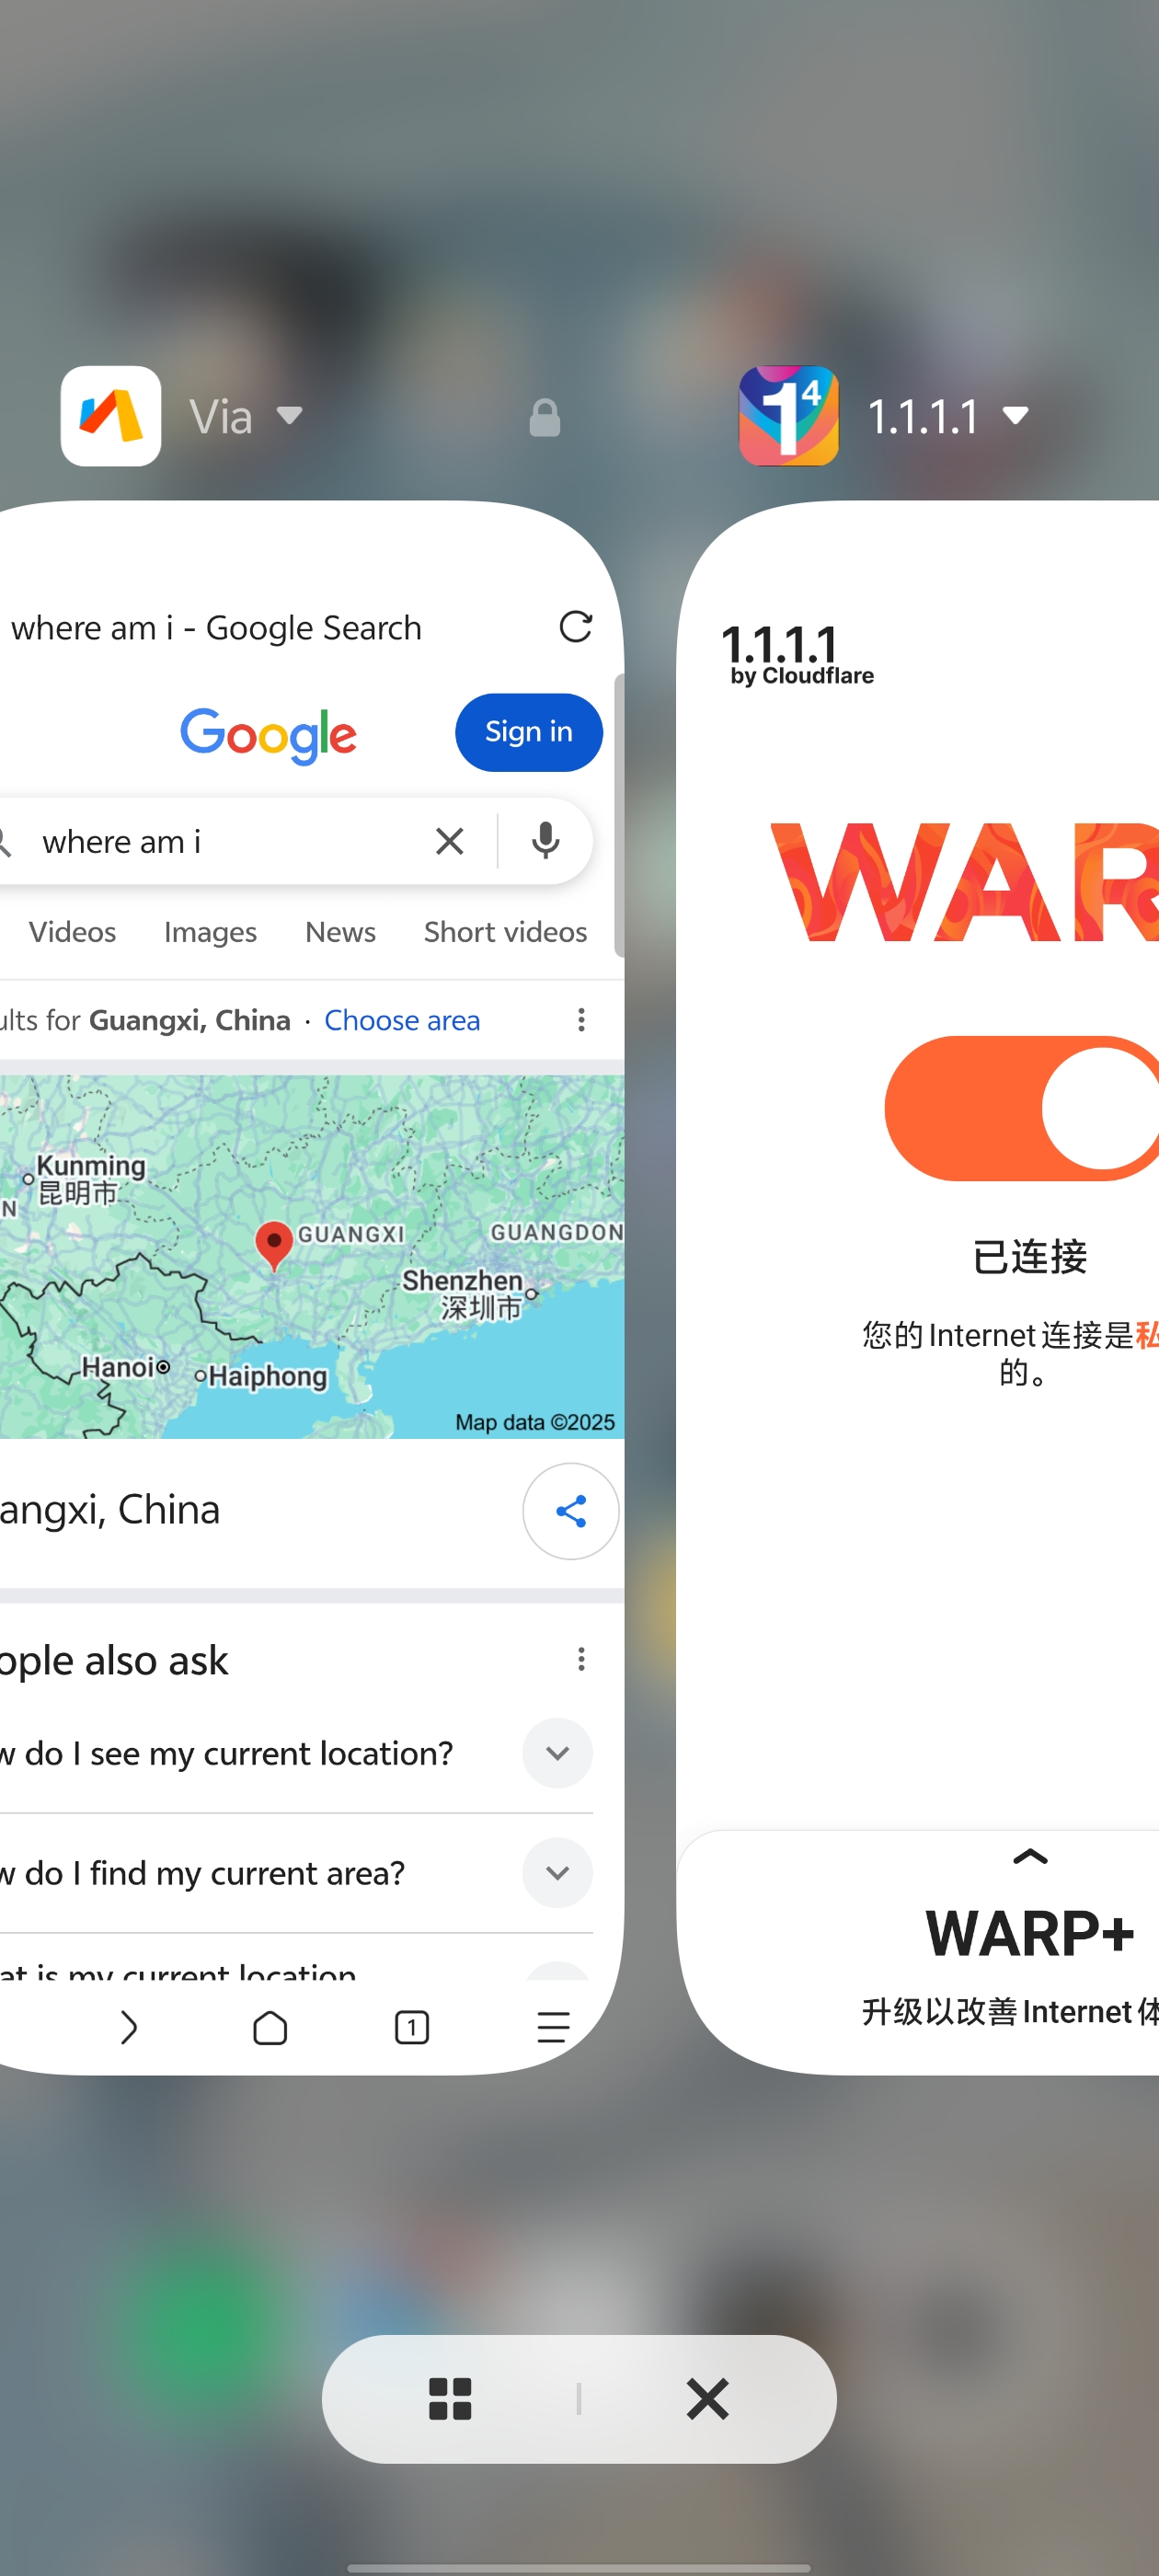 Via
1.1.1.1
where am i - Google Search
Google
Sign in
where am i
Videos Images News Short videos
ults for Guangxi, China · Choose area
Kunming
昆明市
N
GUANGXI
GUANGDON
Shenzhen
深圳市
Hanoi
Haiphong
Map data ©2025
angxi, China
ople also ask
w do I see my current location?
w do I find my current area?
at is my current location
1
1⁴
1.1.1.1
by Cloudflare
WAR
已连接
您的 Internet 连接是私
的。
WARP+
升级以改善 Internet 体